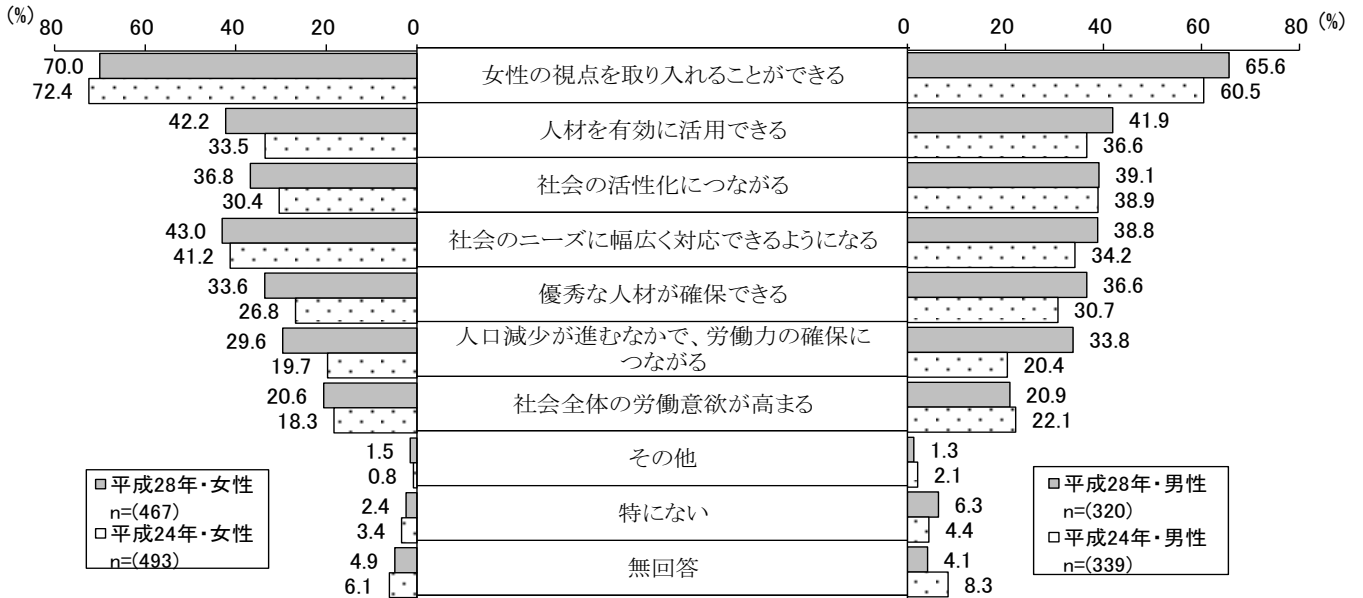 (%)
80 60 40 20 0
0 20 40 60 80 (%)
70.0
72.4
女性の視点を取り入れることができる
65.6
60.5
42.2
33.5
人材を有効に活用できる
41.9
36.6
36.8
30.4
社会の活性化につながる
39.1
38.9
43.0
41.2
社会のニーズに幅広く対応できるようになる
38.8
34.2
33.6
26.8
優秀な人材が確保できる
36.6
30.7
29.6
19.7
人口減少が進むなかで、労働力の確保に
つながる
33.8
20.4
20.6
18.3
社会全体の労働意欲が高まる
20.9
22.1
1.5
0.8
その他
1.3
2.1
2.4
3.4
特にない
6.3
4.4
4.9
6.1
無回答
4.1
8.3
平成28年・女性
n=(467)
平成24年・女性
n=(493)
平成28年・男性
n=(320)
平成24年・男性
n=(339)